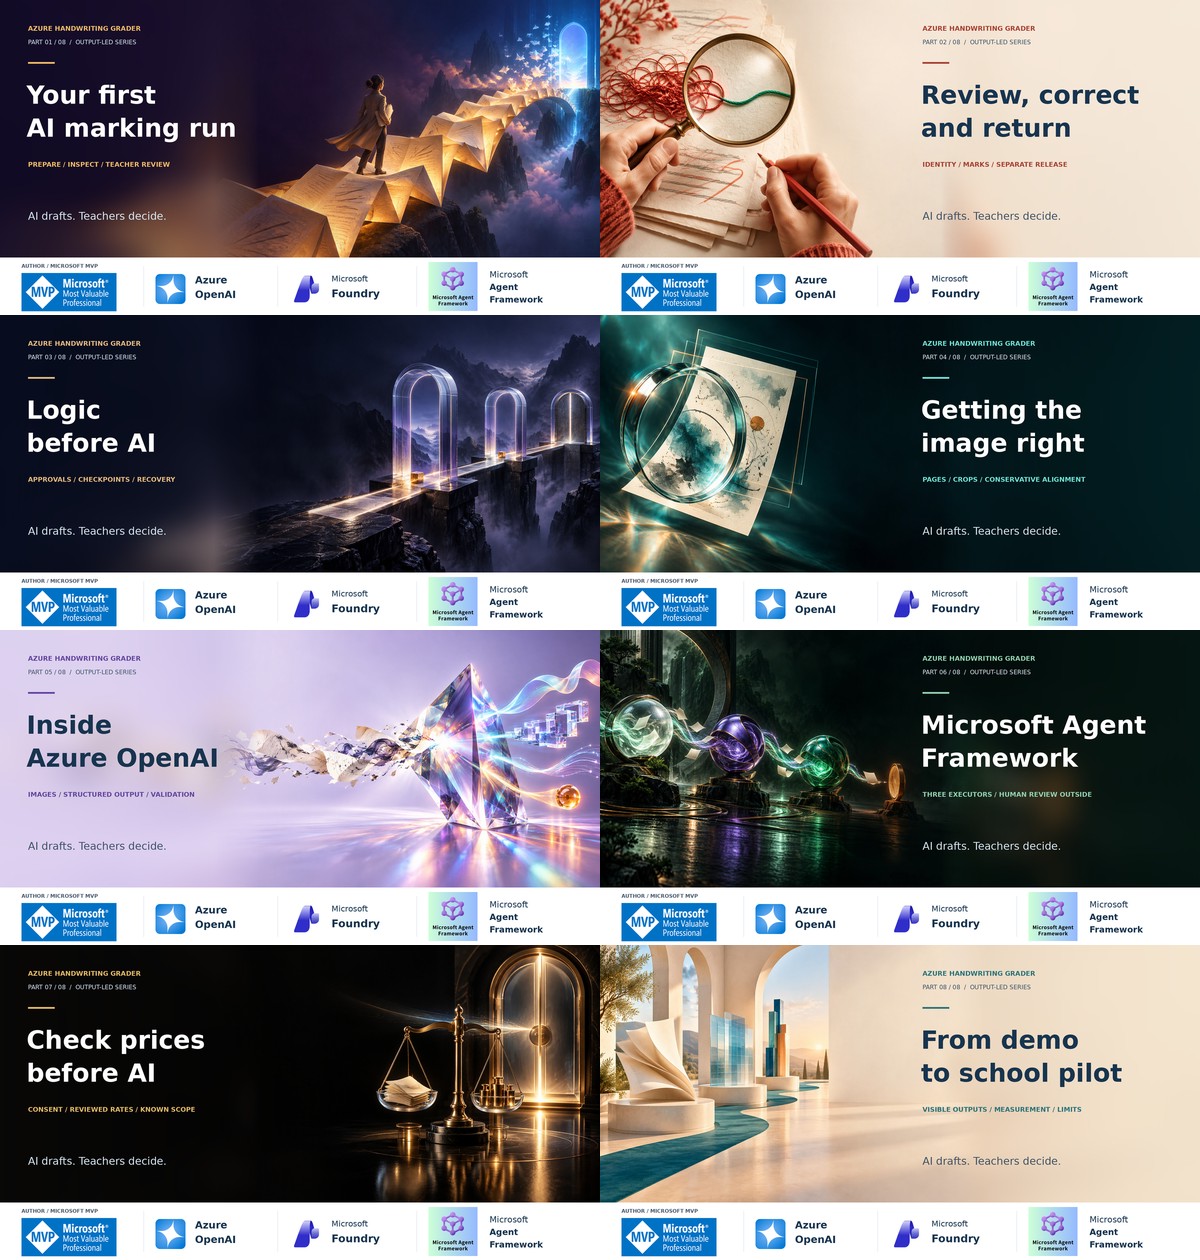 AZURE HANDWRITING GRADER
PART 01 / 08 / OUTPUT-LED SERIES
Your first
AI marking run
PREPARE / INSPECT / TEACHER REVIEW
AI drafts. Teachers decide.
AUTHOR / MICROSOFT MVP
MVP
Microsoft®
Most Valuable
Professional
Azure
OpenAI
Microsoft
Foundry
Microsoft Agent
Framework
Microsoft
Agent
Framework
AZURE HANDWRITING GRADER
PART 02 / 08 / OUTPUT-LED SERIES
Review, correct
and return
IDENTITY / MARKS / SEPARATE RELEASE
AI drafts. Teachers decide.
AUTHOR / MICROSOFT MVP
MVP
Microsoft®
Most Valuable
Professional
Azure
OpenAI
Microsoft
Foundry
Microsoft Agent
Framework
Microsoft
Agent
Framework
AZURE HANDWRITING GRADER
PART 03 / 08 / OUTPUT-LED SERIES
Logic
before AI
APPROVALS / CHECKPOINTS / RECOVERY
AI drafts. Teachers decide.
AUTHOR / MICROSOFT MVP
MVP
Microsoft®
Most Valuable
Professional
Azure
OpenAI
Microsoft
Foundry
Microsoft Agent
Framework
Microsoft
Agent
Framework
AZURE HANDWRITING GRADER
PART 04 / 08 / OUTPUT-LED SERIES
Getting the
image right
PAGES / CROPS / CONSERVATIVE ALIGNMENT
AI drafts. Teachers decide.
AUTHOR / MICROSOFT MVP
MVP
Microsoft®
Most Valuable
Professional
Azure
OpenAI
Microsoft
Foundry
Microsoft Agent
Framework
Microsoft
Agent
Framework
AZURE HANDWRITING GRADER
PART 05 / 08 / OUTPUT-LED SERIES
Inside
Azure OpenAI
IMAGES / STRUCTURED OUTPUT / VALIDATION
AI drafts. Teachers decide.
AUTHOR / MICROSOFT MVP
MVP
Microsoft®
Most Valuable
Professional
Azure
OpenAI
Microsoft
Foundry
Microsoft Agent
Framework
Microsoft
Agent
Framework
AZURE HANDWRITING GRADER
PART 06 / 08 / OUTPUT-LED SERIES
Microsoft Agent
Framework
THREE EXECUTORS / HUMAN REVIEW OUTSIDE
AI drafts. Teachers decide.
AUTHOR / MICROSOFT MVP
MVP
Microsoft®
Most Valuable
Professional
Azure
OpenAI
Microsoft
Foundry
Microsoft Agent
Framework
Microsoft
Agent
Framework
AZURE HANDWRITING GRADER
PART 07 / 08 / OUTPUT-LED SERIES
Check prices
before AI
CONSENT / REVIEWED RATES / KNOWN SCOPE
AI drafts. Teachers decide.
AUTHOR / MICROSOFT MVP
MVP
Microsoft®
Most Valuable
Professional
Azure
OpenAI
Microsoft
Foundry
Microsoft Agent
Framework
Microsoft
Agent
Framework
AZURE HANDWRITING GRADER
PART 08 / 08 / OUTPUT-LED SERIES
From demo
to school pilot
VISIBLE OUTPUTS / MEASUREMENT / LIMITS
AI drafts. Teachers decide.
AUTHOR / MICROSOFT MVP
MVP
Microsoft®
Most Valuable
Professional
Azure
OpenAI
Microsoft
Foundry
Microsoft Agent
Framework
Microsoft
Agent
Framework